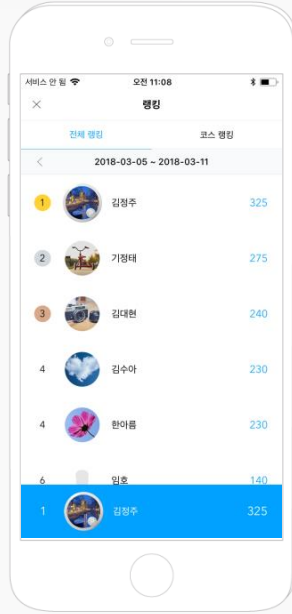 서비스 안 됨 오전 11:08
랭킹
전체 랭킹 코스 랭킹
2018-03-05 ~ 2018-03-11
1 김정주 325
2 기정태 275
3 김대현 240
4 김수아 230
4 한아름 230
6 임호 140
1 김정주 325